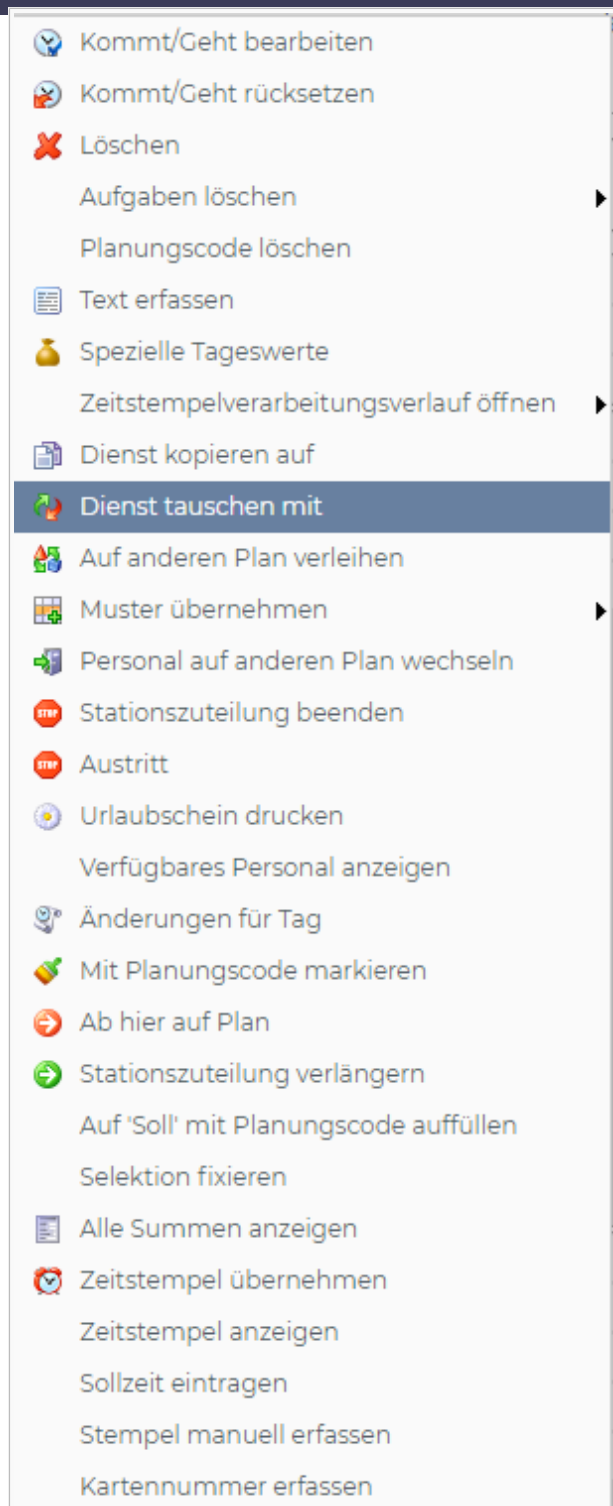 Kommt/Geht bearbeiten
Kommt/Geht rücksetzen
Löschen
Aufgaben löschen
Planungscode löschen
Text erfassen
Spezielle Tageswerte
Zeitstempelverarbeitungsverlauf öffnen
Dienst kopieren auf
Dienst tauschen mit
Auf anderen Plan verleihen
Muster übernehmen
Personal auf anderen Plan wechseln
STOP Stationszuteilung beenden
STOP Austritt
Urlaubschein drucken
Verfügbares Personal anzeigen
Änderungen für Tag
Mit Planungscode markieren
Ab hier auf Plan
Stationszuteilung verlängern
Auf 'Soll' mit Planungscode auffüllen
Selektion fixieren
Alle Summen anzeigen
Zeitstempel übernehmen
Zeitstempel anzeigen
Sollzeit eintragen
Stempel manuell erfassen
Kartennummer erfassen